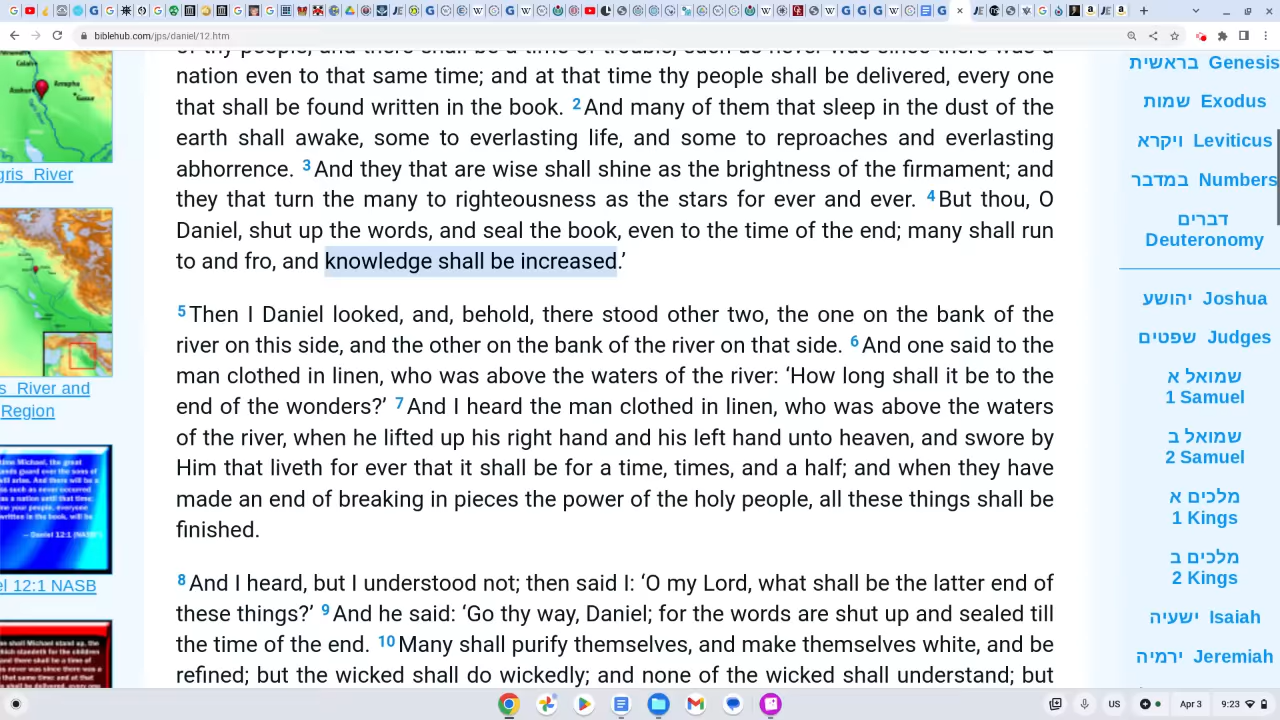 biblehub.com/jps/daniel/12.htm
nation even to that same time; and at that time thy people shall be delivered, every one
that shall be found written in the book. 2 And many of them that sleep in the dust of the
earth shall awake, some to everlasting life, and some to reproaches and everlasting
abhorrence. 3 And they that are wise shall shine as the brightness of the firmament; and
they that turn the many to righteousness as the stars for ever and ever. 4 But thou, O
Daniel, shut up the words, and seal the book, even to the time of the end; many shall run
to and fro, and knowledge shall be increased.’
5 Then I Daniel looked, and, behold, there stood other two, the one on the bank of the
river on this side, and the other on the bank of the river on that side. 6 And one said to the
man clothed in linen, who was above the waters of the river: ‘How long shall it be to the
end of the wonders?’ 7 And I heard the man clothed in linen, who was above the waters
of the river, when he lifted up his right hand and his left hand unto heaven, and swore by
Him that liveth for ever that it shall be for a time, times, and a half; and when they have
made an end of breaking in pieces the power of the holy people, all these things shall be
finished.
8 And I heard, but I understood not; then said I: ‘O my Lord, what shall be the latter end of
these things?’ 9 And he said: ‘Go thy way, Daniel; for the words are shut up and sealed till
the time of the end. 10 Many shall purify themselves, and make themselves white, and be
refined; but the wicked shall do wickedly; and none of the wicked shall understand; but
gris_River
s_River and
Region
el 12:1 NASB
בראשית Genesis
שמות Exodus
ויקרא Leviticus
במדבר Numbers
דברים
Deuteronomy
יהושע Joshua
שפטים Judges
שמואל א
1 Samuel
שמואל ב
2 Samuel
מלכים א
1 Kings
מלכים ב
2 Kings
ישעיה Isaiah
ירמיה Jeremiah
US
Apr 3
9:23